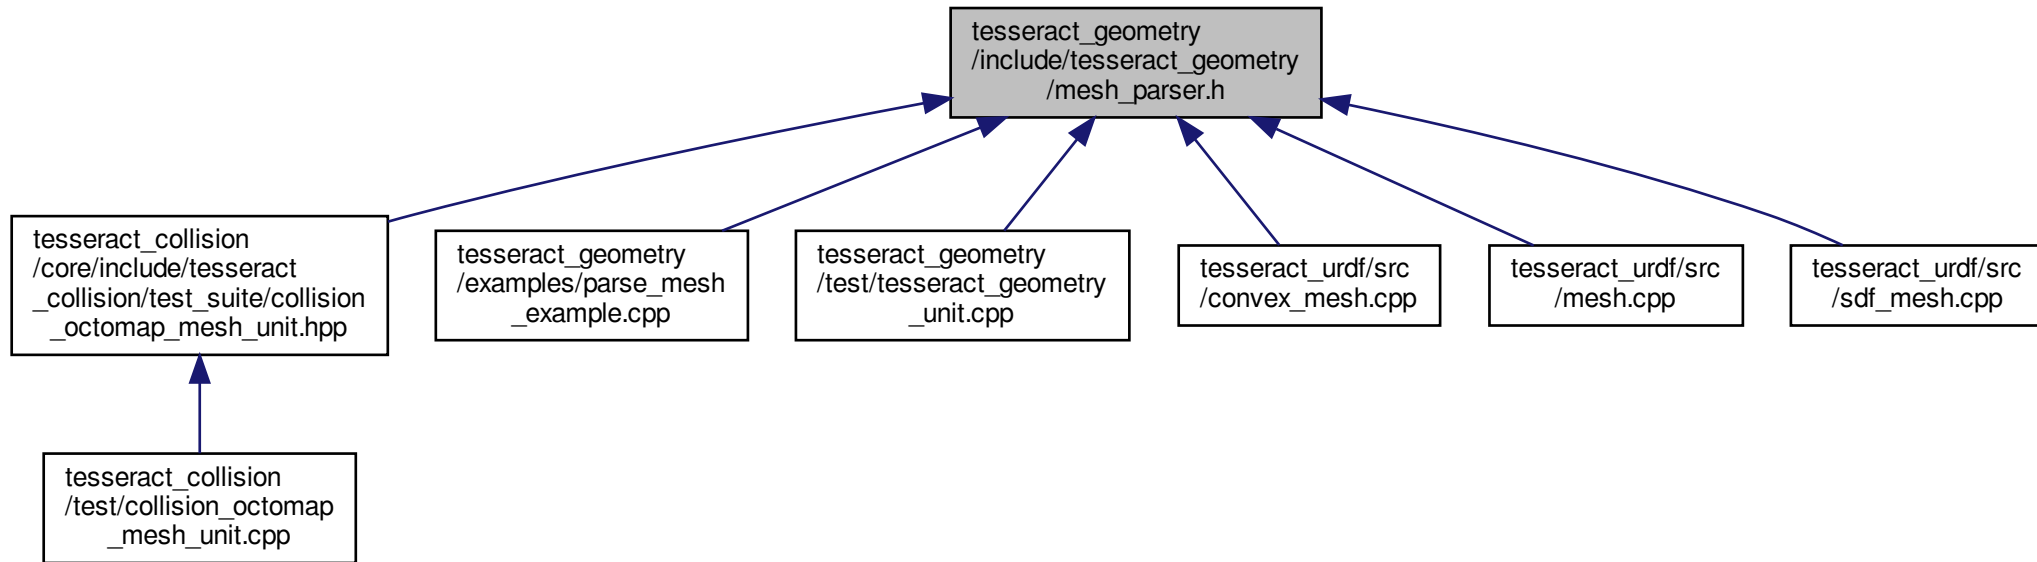 tesseract_geometry
/include/tesseract_geometry
/mesh_parser.h
tesseract_collision
/core/include/tesseract
_collision/test_suite/collision
_octomap_mesh_unit.hpp
tesseract_geometry
/examples/parse_mesh
_example.cpp
tesseract_geometry
/test/tesseract_geometry
_unit.cpp
tesseract_urdf/src
/convex_mesh.cpp
tesseract_urdf/src
/mesh.cpp
tesseract_urdf/src
/sdf_mesh.cpp
tesseract_collision
/test/collision_octomap
_mesh_unit.cpp